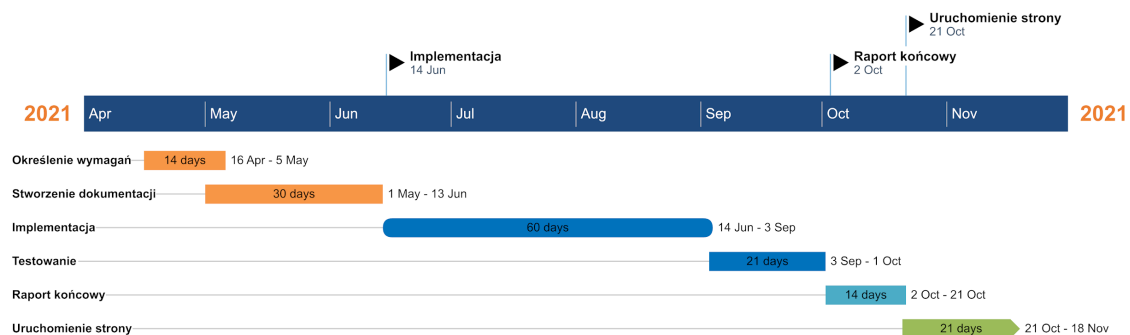 Uruchomienie strony
21 Oct
Implementacja
14 Jun
Raport końcowy
2 Oct
2021 Apr May Jun Jul Aug Sep Oct Nov 2021
Określenie wymagań 14 days 16 Apr - 5 May
Stworzenie dokumentacji 30 days 1 May - 13 Jun
Implementacja 60 days 14 Jun - 3 Sep
Testowanie 21 days 3 Sep - 1 Oct
Raport końcowy 14 days 2 Oct - 21 Oct
Uruchomienie strony 21 days 21 Oct - 18 Nov